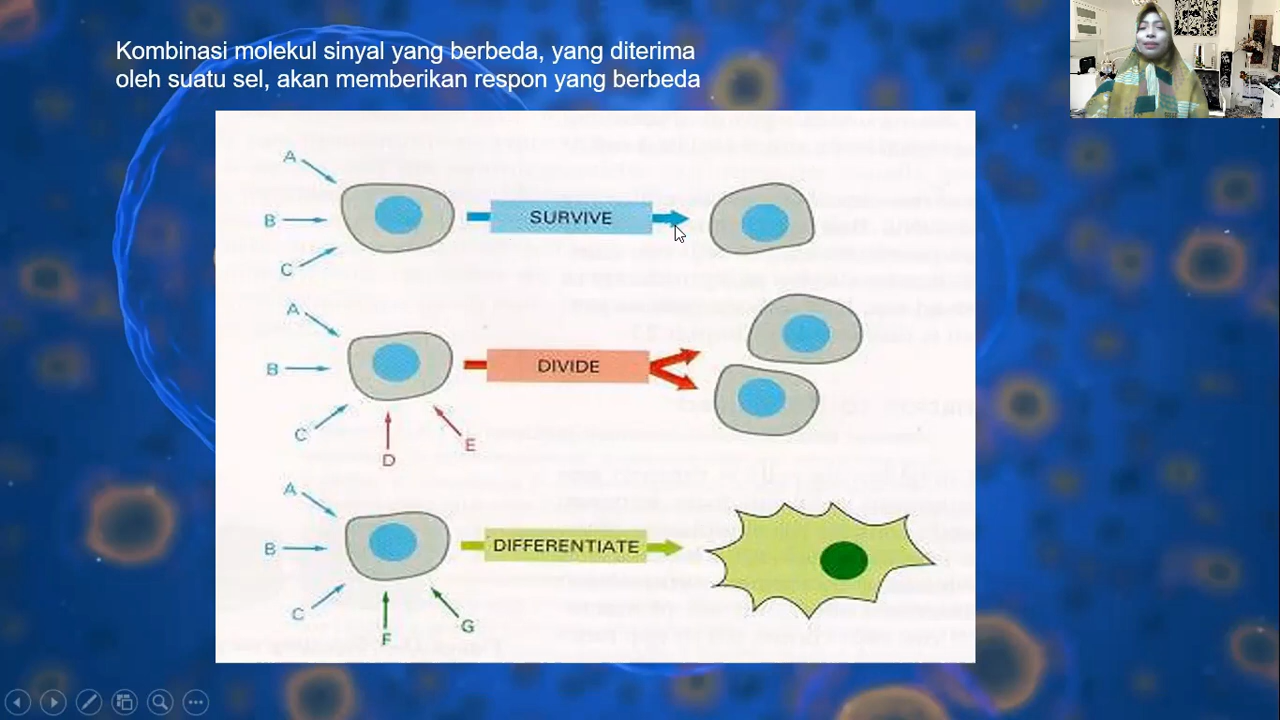 Kombinasi molekul sinyal yang berbeda, yang diterima
oleh suatu sel, akan memberikan respon yang berbeda
A
B
C
SURVIVE
A
B
C
D
E
DIVIDE
A
B
C
F
G
DIFFERENTIATE